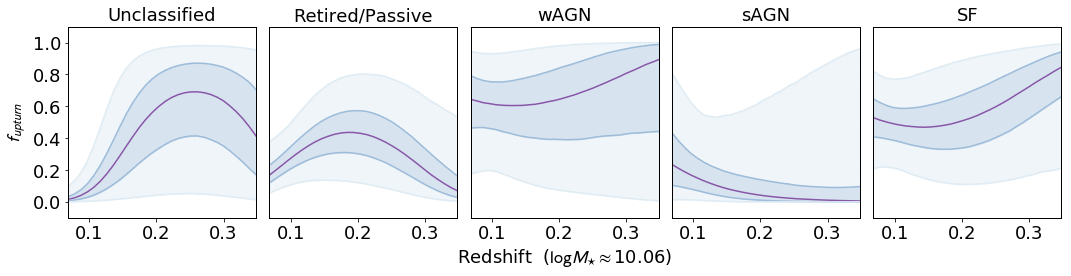 Unclassified Retired/Passive wAGN sAGN SF
1.0
0.8
0.6
0.4
0.2
0.0
f_upturn
0.1 0.2 0.3 0.1 0.2 0.3 0.1 0.2 0.3 0.1 0.2 0.3 0.1 0.2 0.3
Redshift (log M⋆ ≈ 10.06)